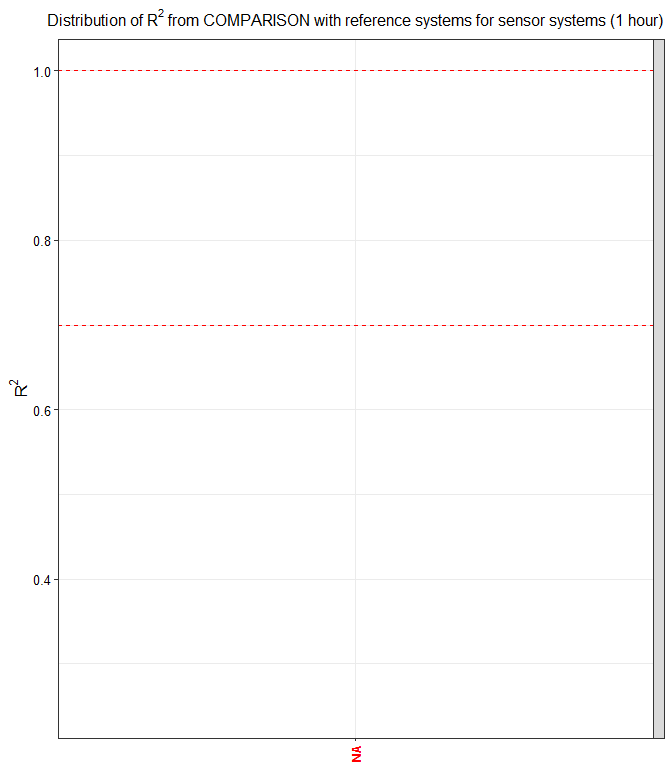 Distribution of R² from COMPARISON with reference systems for sensor systems (1 hour)
1.0
0.8
R²
0.6
0.4
NA